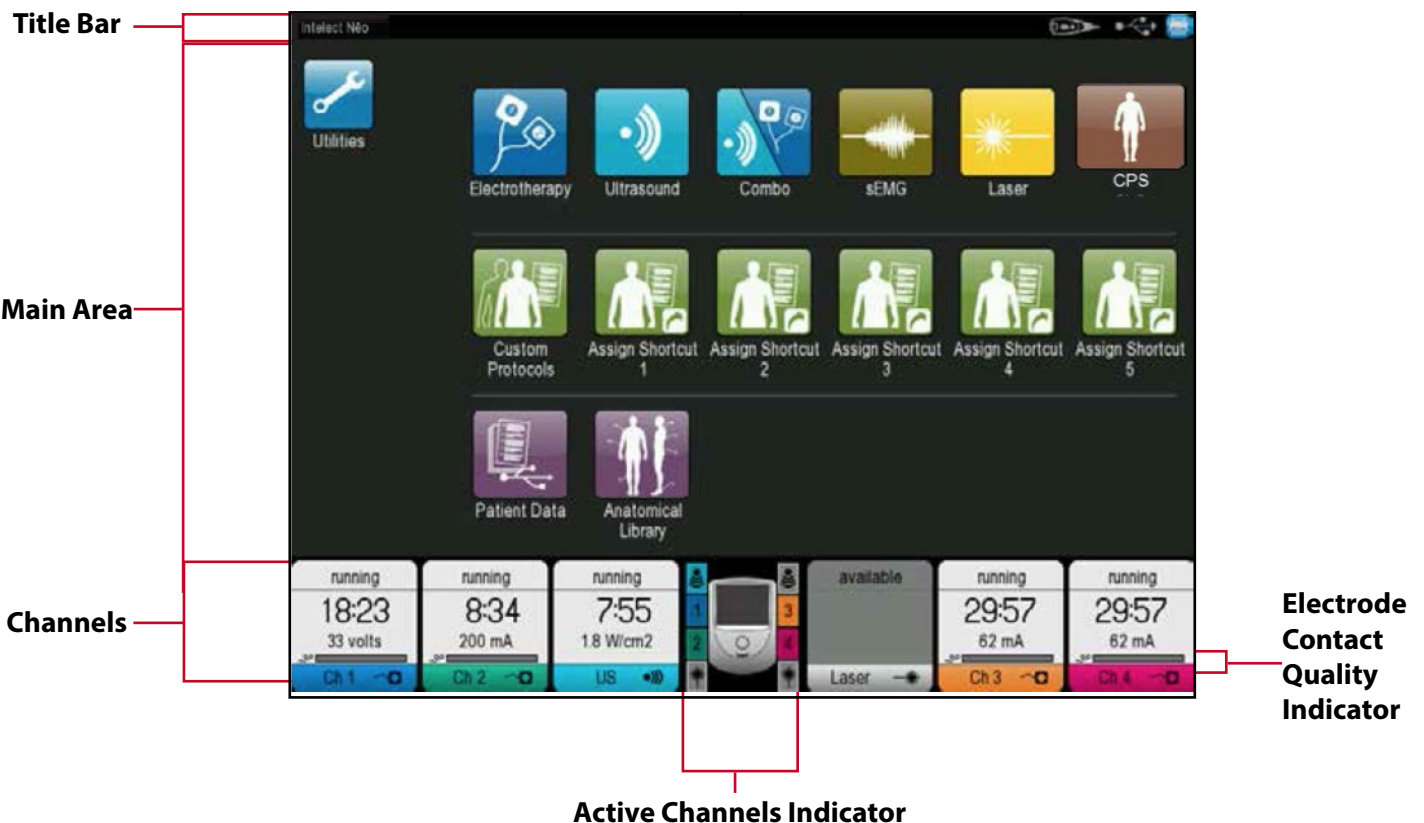 Title Bar
Intelect Nêo
Utilities
Electrotherapy
Ultrasound
Combo
sEMG
Laser
CPS
Main Area
Custom
Protocols
Assign Shortcut
1
Assign Shortcut
2
Assign Shortcut
3
Assign Shortcut
4
Assign Shortcut
5
Patient Data
Anatomical
Library
Channels
running
18:23
33 volts
Ch 1
running
8:34
200 mA
Ch 2
running
7:55
1.8 W/cm2
US
1
2
3
4
available
Laser
running
29:57
62 mA
Ch 3
running
29:57
62 mA
Ch 4
Electrode
Contact
Quality
Indicator
Active Channels Indicator